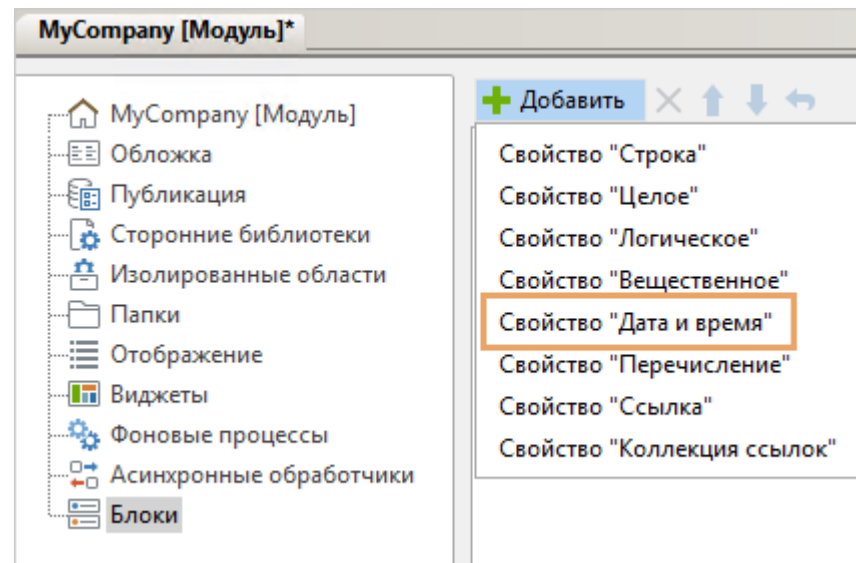 MyCompany [Модуль]*
MyCompany [Модуль]
Обложка
Публикация
Сторонние библиотеки
Изолированные области
Папки
Отображение
Виджеты
Фоновые процессы
Асинхронные обработчики
Блоки
Добавить
Свойство "Строка"
Свойство "Целое"
Свойство "Логическое"
Свойство "Вещественное"
Свойство "Дата и время"
Свойство "Перечисление"
Свойство "Ссылка"
Свойство "Коллекция ссылок"